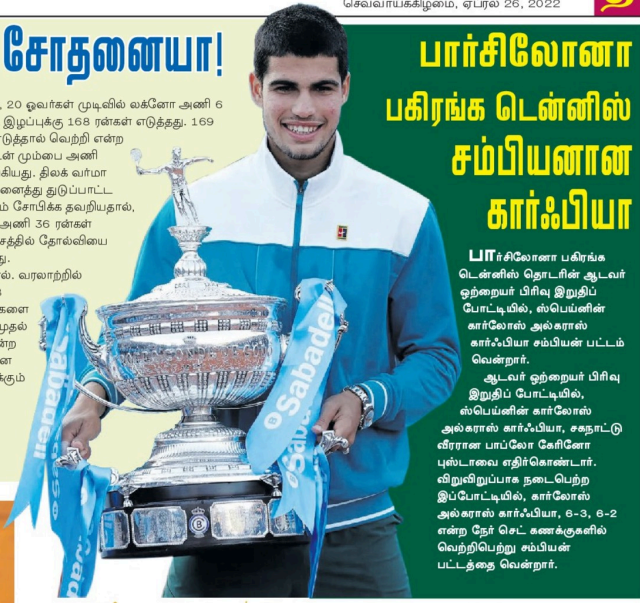 செவ்வாய்க்கிழமை, ஏப்ரல் 26, 2022
சோதனையா!
, 20 ஓவர்கள் முடிவில் லக்னோ அணி 6
இழப்புக்கு 168 ரன்கள் எடுத்தது. 169
டுத்தால் வெற்றி என்ற
டன் மும்பை அணி
கியது. திலக் வர்மா
னைத்து துடுப்பாட்ட
ம் சோபிக்க தவறியதால்,
அணி 36 ரன்கள்
சத்தில் தோல்வியை
து.
ல். வரலாற்றில்
களை
முதல்
ன்ற
ன
க்கும்
பார்சிலோனா
பகிரங்க டென்னிஸ்
சம்பியனான
கார்ஃபியா
பார்சிலோனா பகிரங்க
டென்னிஸ் தொடரின் ஆடவர்
ஒற்றையர் பிரிவு இறுதிப்
போட்டியில், ஸ்பெய்னின்
கார்லோஸ் அல்கராஸ்
கார்ஃபியா சம்பியன் பட்டம்
வென்றார்.
ஆடவர் ஒற்றையர் பிரிவு
இறுதிப் போட்டியில்,
ஸ்பெய்னின் கார்லோஸ்
அல்கராஸ் கார்ஃபியா, சகநாட்டு
வீரரான பாப்லோ கேரினோ
புஸ்டாவை எதிர்கொண்டார்.
விறுவிறுப்பாக நடைபெற்ற
இப்போட்டியில், கார்லோஸ்
அல்கராஸ் கார்ஃபியா, 6-3, 6-2
என்ற நேர் செட் கணக்குகளில்
வெற்றிபெற்று சம்பியன்
பட்டத்தை வென்றார்.
Sabadell
Sabadell